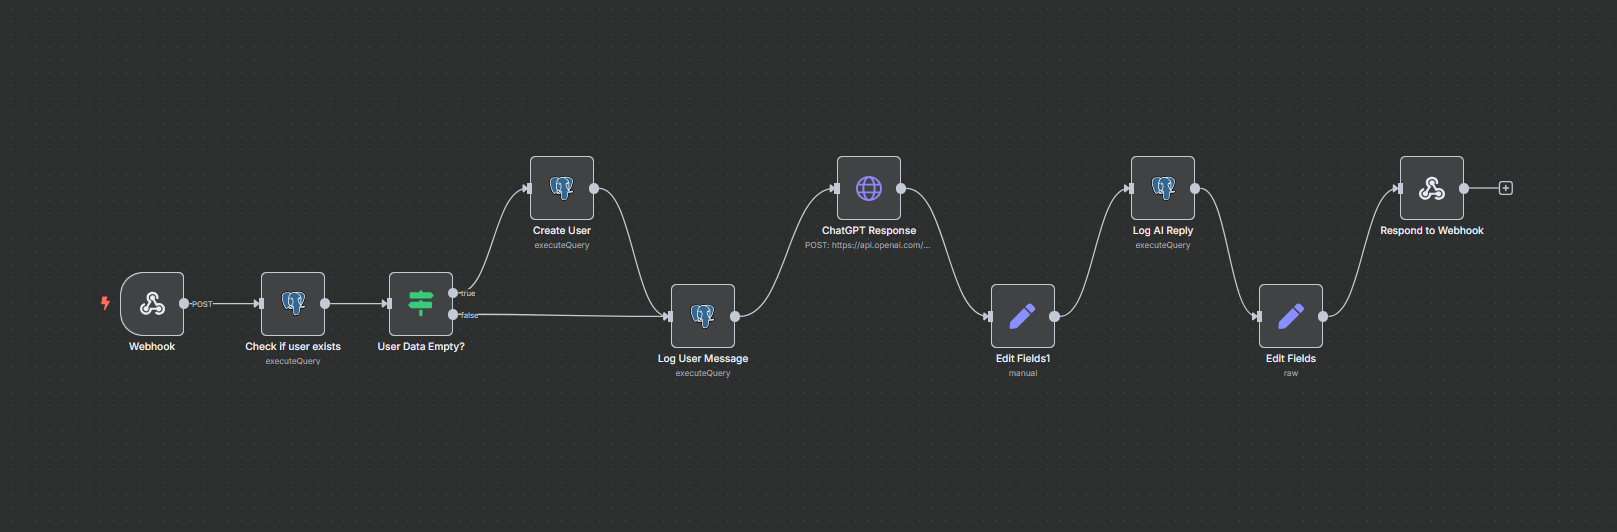 Create User
executeQuery
ChatGPT Response
POST: https://api.openai.com/...
Log AI Reply
executeQuery
Respond to Webhook
POST
true
false
Webhook
Check if user exists
executeQuery
User Data Empty?
Log User Message
executeQuery
Edit Fields1
manual
Edit Fields
raw